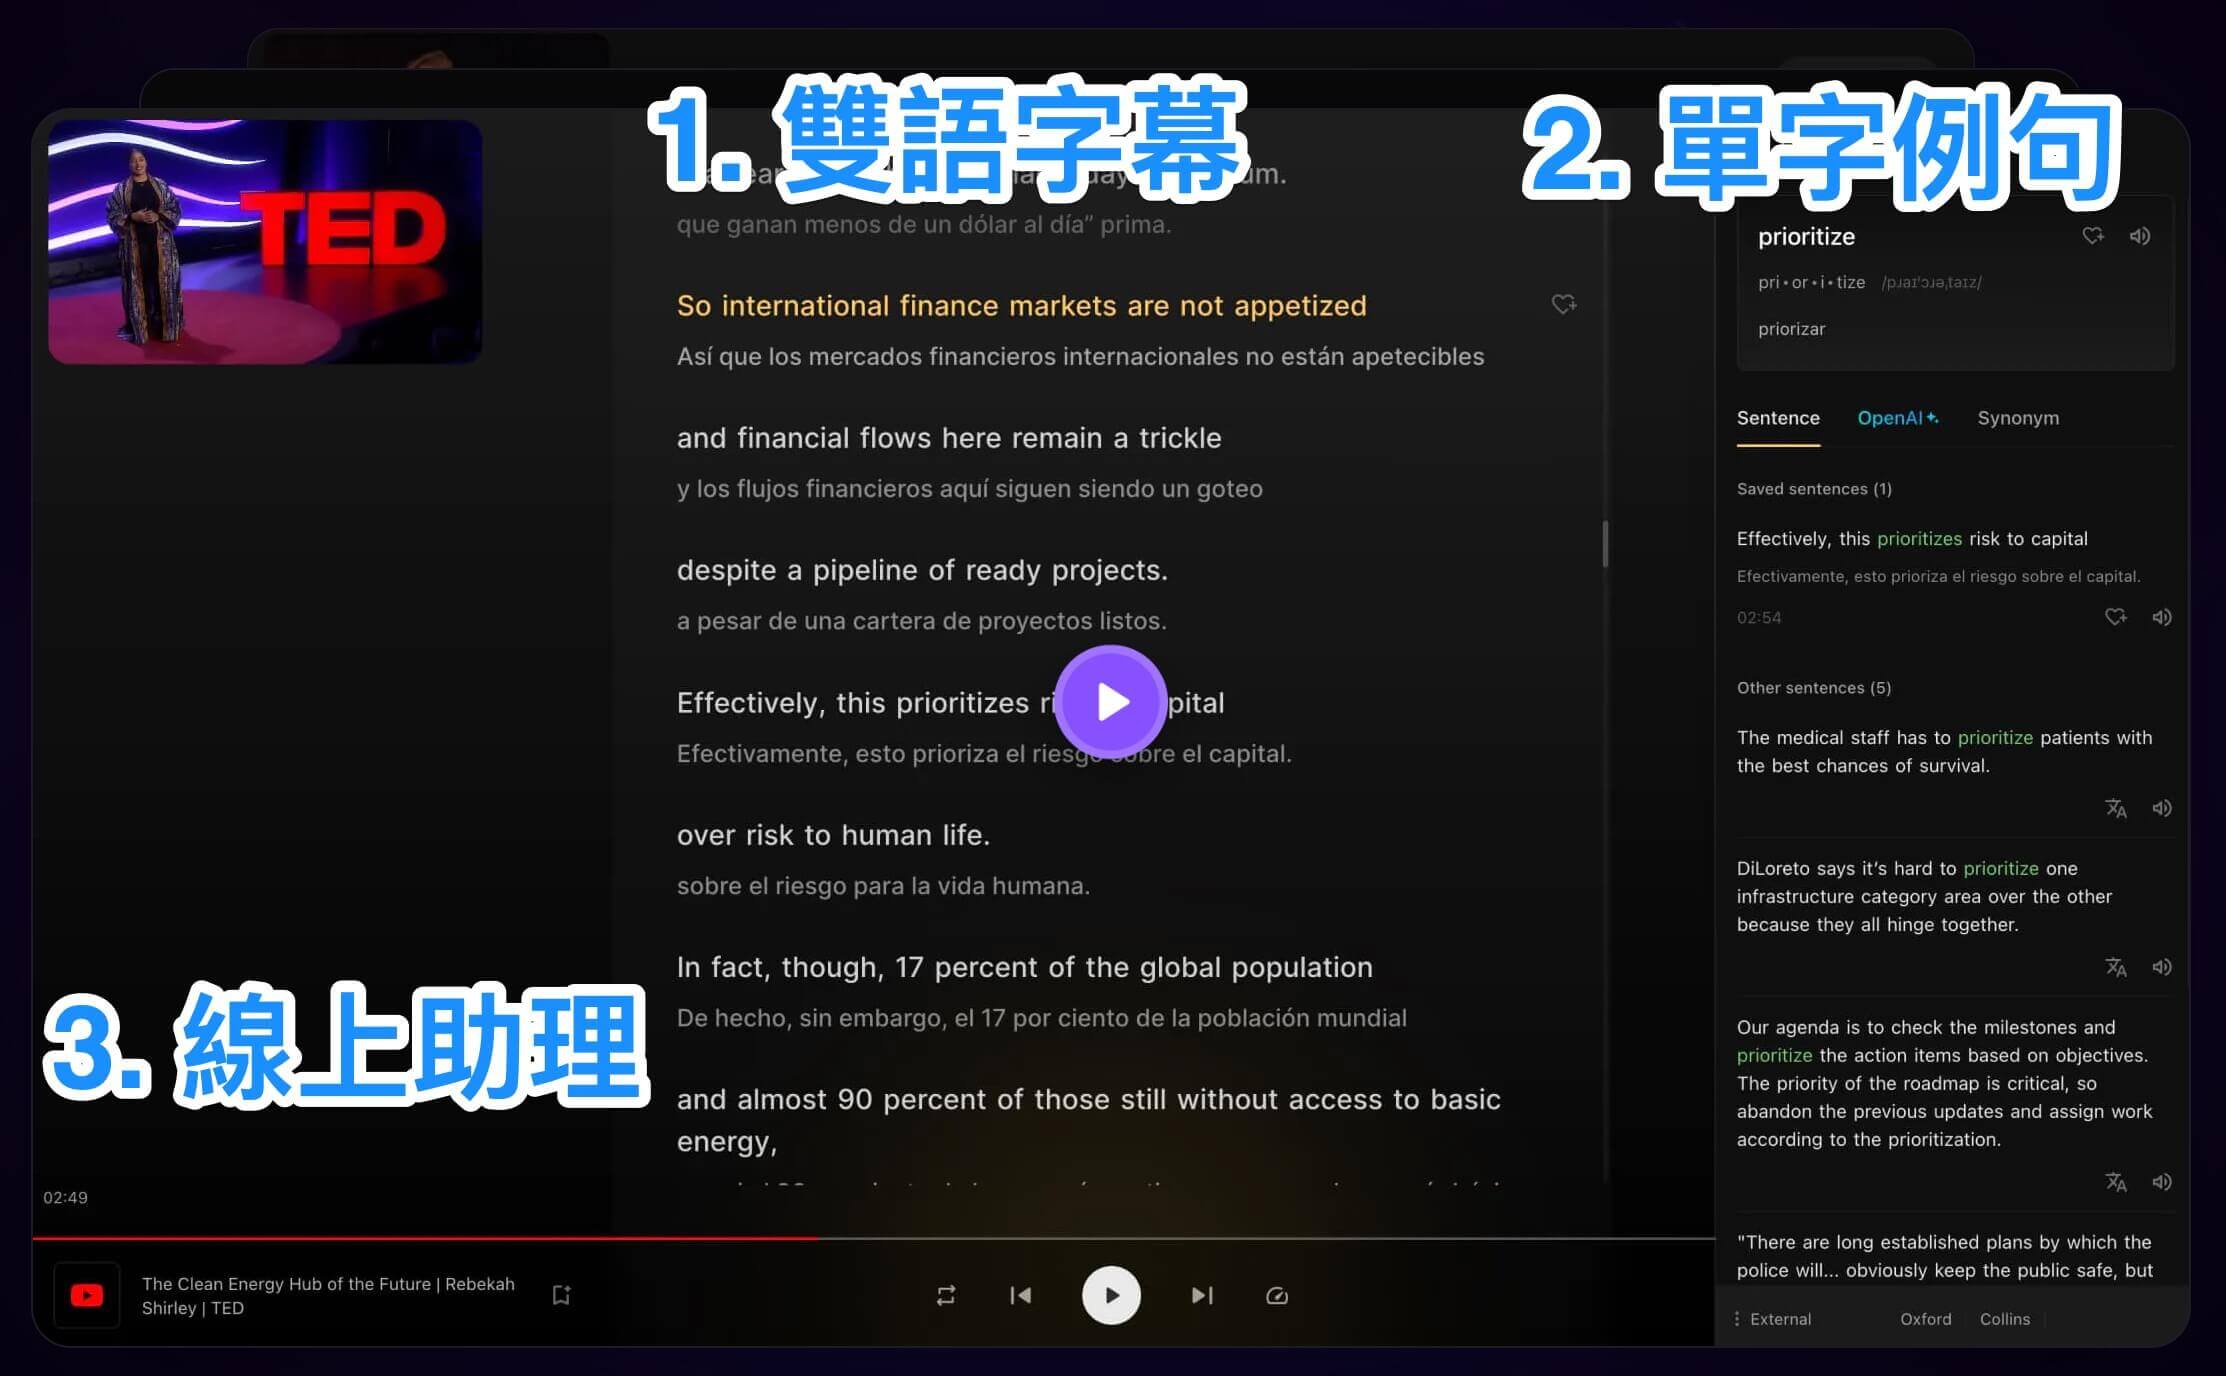 1. 雙語字幕
2. 單字例句
TED
que ganan menos de un dólar al día” prima.
So international finance markets are not appetized
Así que los mercados financieros internacionales no están apetecibles
and financial flows here remain a trickle
y los flujos financieros aquí siguen siendo un goteo
despite a pipeline of ready projects.
a pesar de una cartera de proyectos listos.
Effectively, this prioritizes
Efectivamente, esto prioriza el riesgo sobre el capital.
over risk to human life.
sobre el riesgo para la vida humana.
In fact, though, 17 percent of the global population
De hecho, sin embargo, el 17 por ciento de la población mundial
and almost 90 percent of those still without access to basic
energy,
3. 線上助理
02:49
The Clean Energy Hub of the Future | Rebekah
Shirley | TED
prioritize
pri•or•i•tize /pɹaɪˈɔɹəˌtaɪz/
priorizar
Sentence OpenAI Synonym
Saved sentences (1)
Effectively, this prioritizes risk to capital
Efectivamente, esto prioriza el riesgo sobre el capital.
02:54
Other sentences (5)
The medical staff has to prioritize patients with
the best chances of survival.
DiLoreto says it’s hard to prioritize one
infrastructure category area over the other
because they all hinge together.
Our agenda is to check the milestones and
prioritize the action items based on objectives.
The priority of the roadmap is critical, so
abandon the previous updates and assign work
according to the prioritization.
"There are long established plans by which the
police will... obviously keep the public safe, but
External Oxford Collins